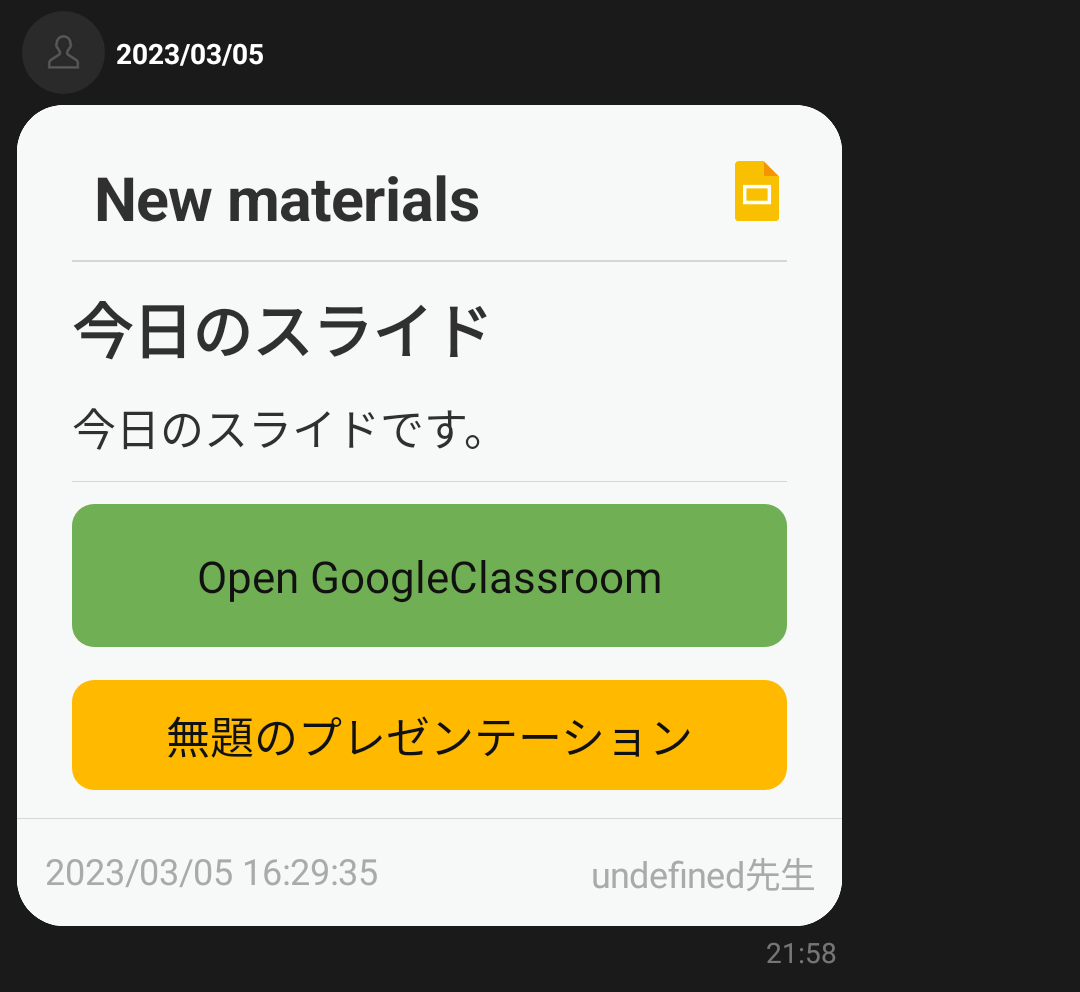 2023/03/05
New materials
今日のスライド
今日のスライドです。
Open GoogleClassroom
無題のプレゼンテーション
2023/03/05 16:29:35
undefined先生
21:58